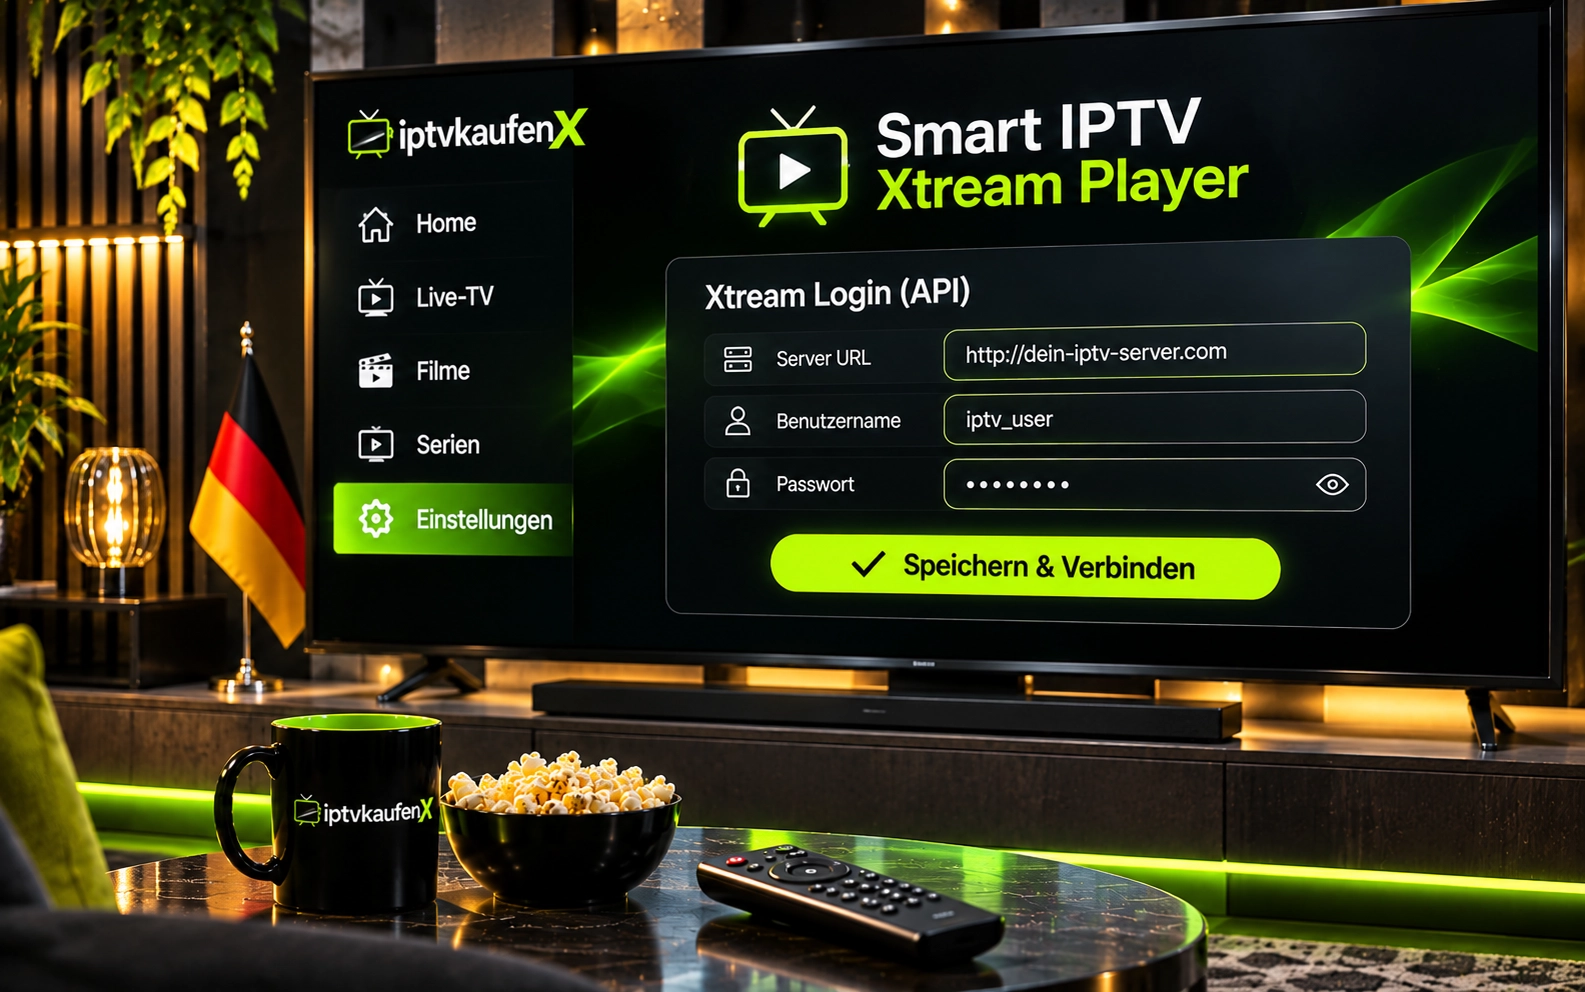 iptvkaufenX
Home
Live-TV
Filme
Serien
Einstellungen
Smart IPTV
Xtream Player
Xtream Login (API)
Server URL
http://dein-iptv-server.com
Benutzername
iptv_user
Passwort
••••••••
Speichern & Verbinden
iptvkaufenX